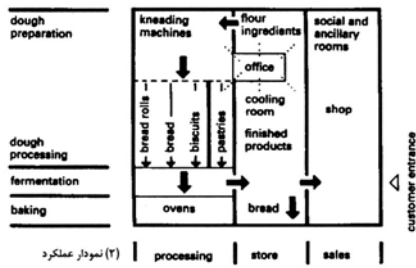 dough
preparation
kneading
machines
flour
ingredients
social and
ancillary
rooms
office
bread rolls
bread
biscuits
pastries
cooling
room
finished
products
shop
dough
processing
fermentation
baking
ovens
bread
customer entrance
(۲) نمودار عملکرد
processing
store
sales